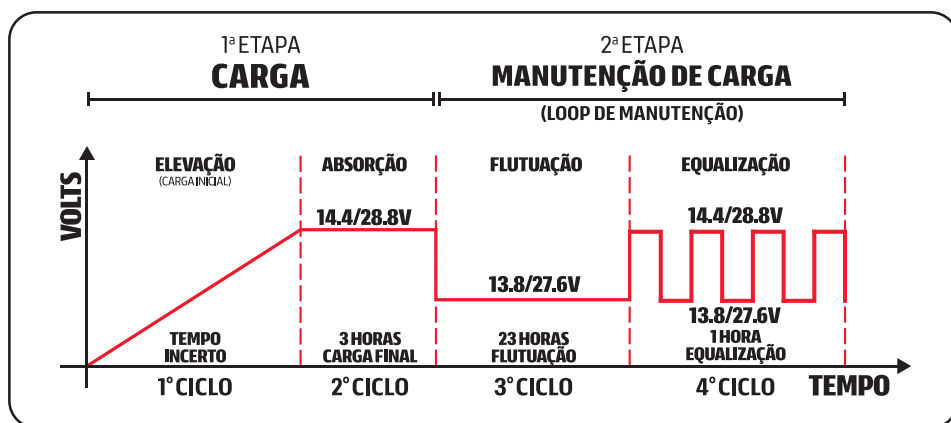 1ª ETAPA
CARGA
2ª ETAPA
MANUTENÇÃO DE CARGA
(LOOP DE MANUTENÇÃO)
VOLTS
ELEVAÇÃO
(CARGA INICIAL)
ABSORÇÃO
FLUTUAÇÃO
EQUALIZAÇÃO
14.4/28.8V
14.4/28.8V
13.8/27.6V
13.8/27.6V
TEMPO
INCERTO
3 HORAS
CARGA FINAL
23 HORAS
FLUTUAÇÃO
1 HORA
EQUALIZAÇÃO
1° CICLO
2° CICLO
3° CICLO
4° CICLO
TEMPO